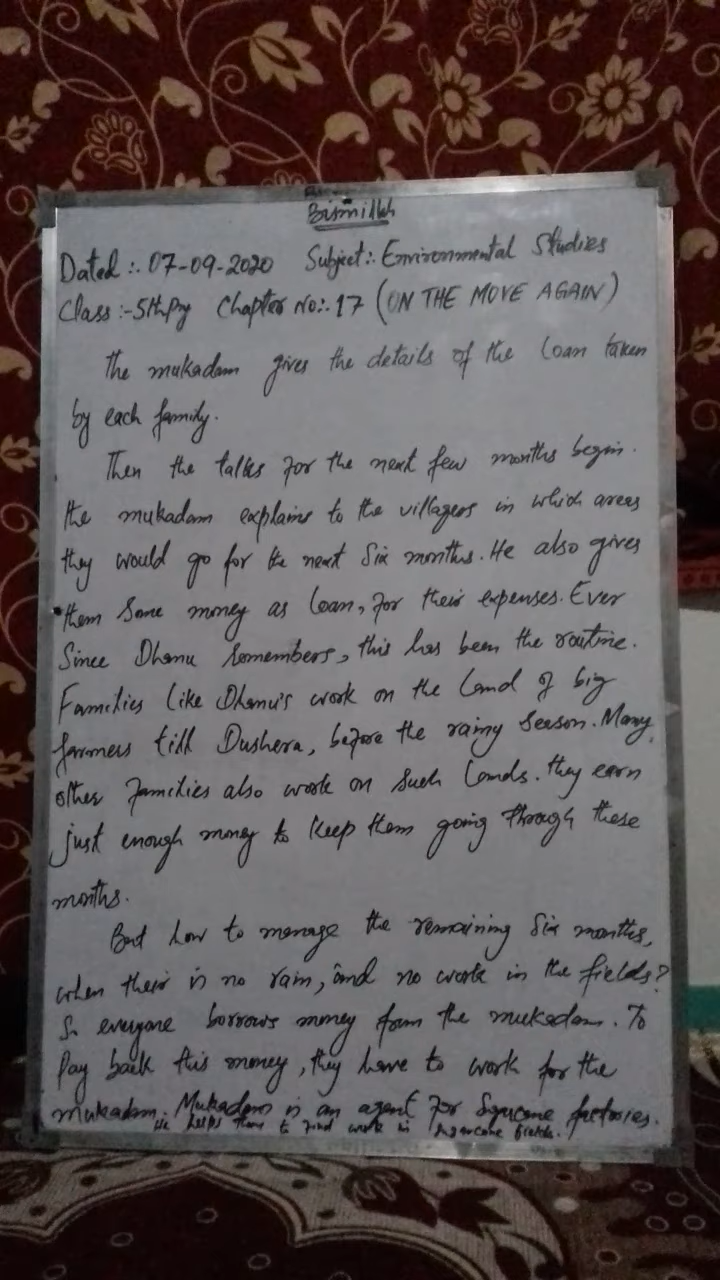 Bismillah
Dated :. 07-09-2020 Subject:. Environmental Studies
Class :- 5th Chapter No:. 17 (ON THE MOVE AGAIN)
The mukadam gives the details of the loan taken
by each family.
Then the talks for the next few months begin.
the mukadam explains to the villages in which areas
they would go for the next Six months. He also gives
them Some money as loan, for their expenses. Ever
Since Dhanu remembers, this has been the routine.
Families like Dhanu's work on the land of big
farmers till Dushera, before the rainy Season. Many
other families also work on such lands. they earn
just enough money to keep them going through these
months.
But how to manage the remaining Six months,
when their is no rain, and no work in the fields?
So everyone borrows money from the mukadam. To
Pay back this money, they have to work for the
mukadam. Mukadam is an agent for Sgucane factories.
He helps them to find work in sgarcane fields.